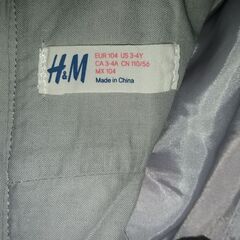 H&M
EUR 104 US 3-4Y
CA 3-4A CN 110/56
MX 104
Made in China